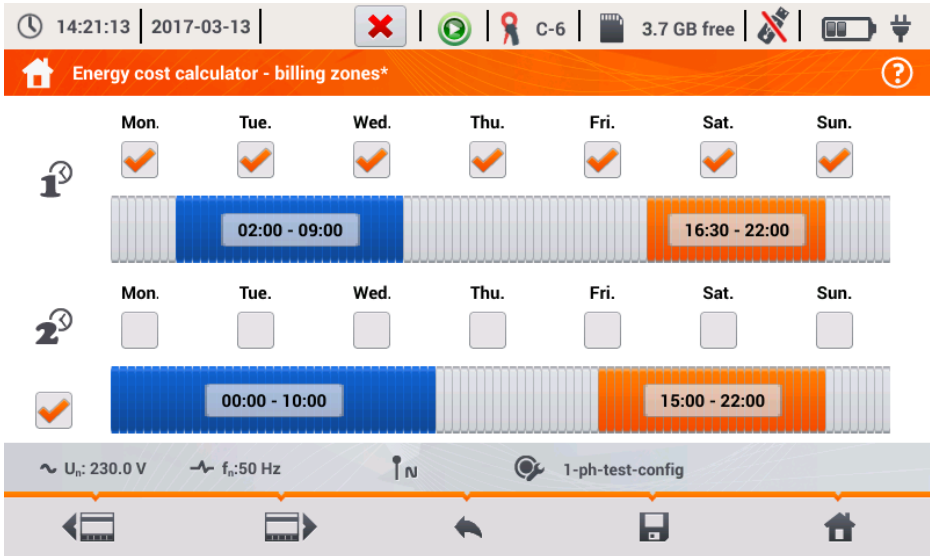 14:21:13 2017-03-13 C-6 3.7 GB free
Energy cost calculator - billing zones*
Mon. Tue. Wed. Thu. Fri. Sat. Sun.
1
02:00 - 09:00 16:30 - 22:00
Mon. Tue. Wed. Thu. Fri. Sat. Sun.
2
00:00 - 10:00 15:00 - 22:00
Un: 230.0 V fn:50 Hz N 1-ph-test-config